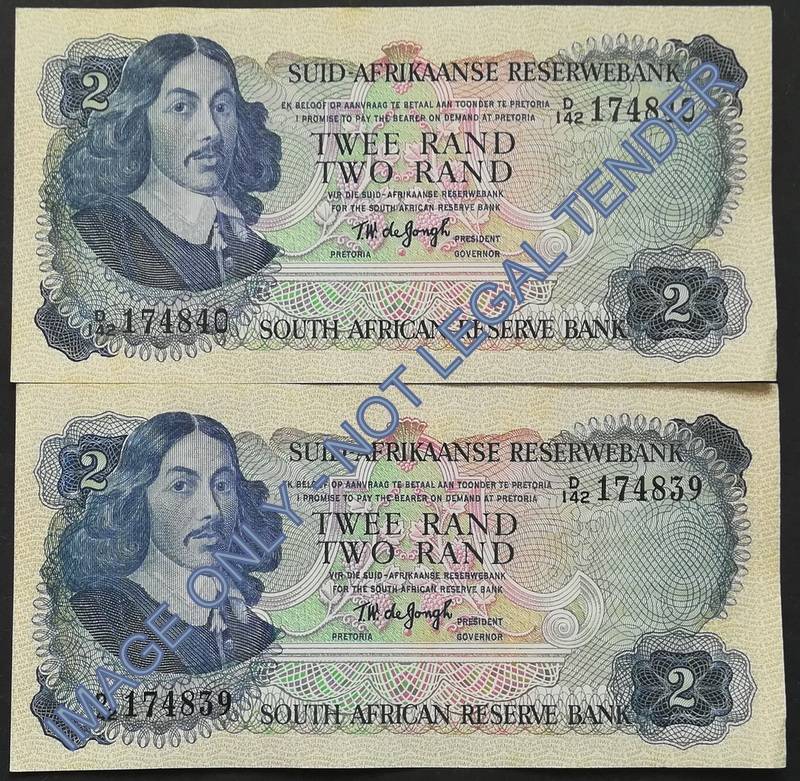 2
SUID-AFRIKAANSE RESERWEBANK
EK BELOOF OP AANVRAAG TE BETAAL AAN TOONDER TE PRETORIA
I PROMISE TO PAY THE BEARER ON DEMAND AT PRETORIA
D/142 174840
TWEE RAND
TWO RAND
VIR DIE SUID-AFRIKAANSE RESERWEBANK
FOR THE SOUTH AFRICAN RESERVE BANK
T.W. de Jongh
PRESIDENT
PRETORIA GOVERNOR
D/142 174840
SOUTH AFRICAN RESERVE BANK
2
2
SUID-AFRIKAANSE RESERWEBANK
EK BELOOF OP AANVRAAG TE BETAAL AAN TOONDER TE PRETORIA
I PROMISE TO PAY THE BEARER ON DEMAND AT PRETORIA
D/142 174839
TWEE RAND
TWO RAND
VIR DIE SUID-AFRIKAANSE RESERWEBANK
FOR THE SOUTH AFRICAN RESERVE BANK
T.W. de Jongh
PRESIDENT
PRETORIA GOVERNOR
D/142 174839
SOUTH AFRICAN RESERVE BANK
2
IMAGE ONLY - NOT LEGAL TENDER